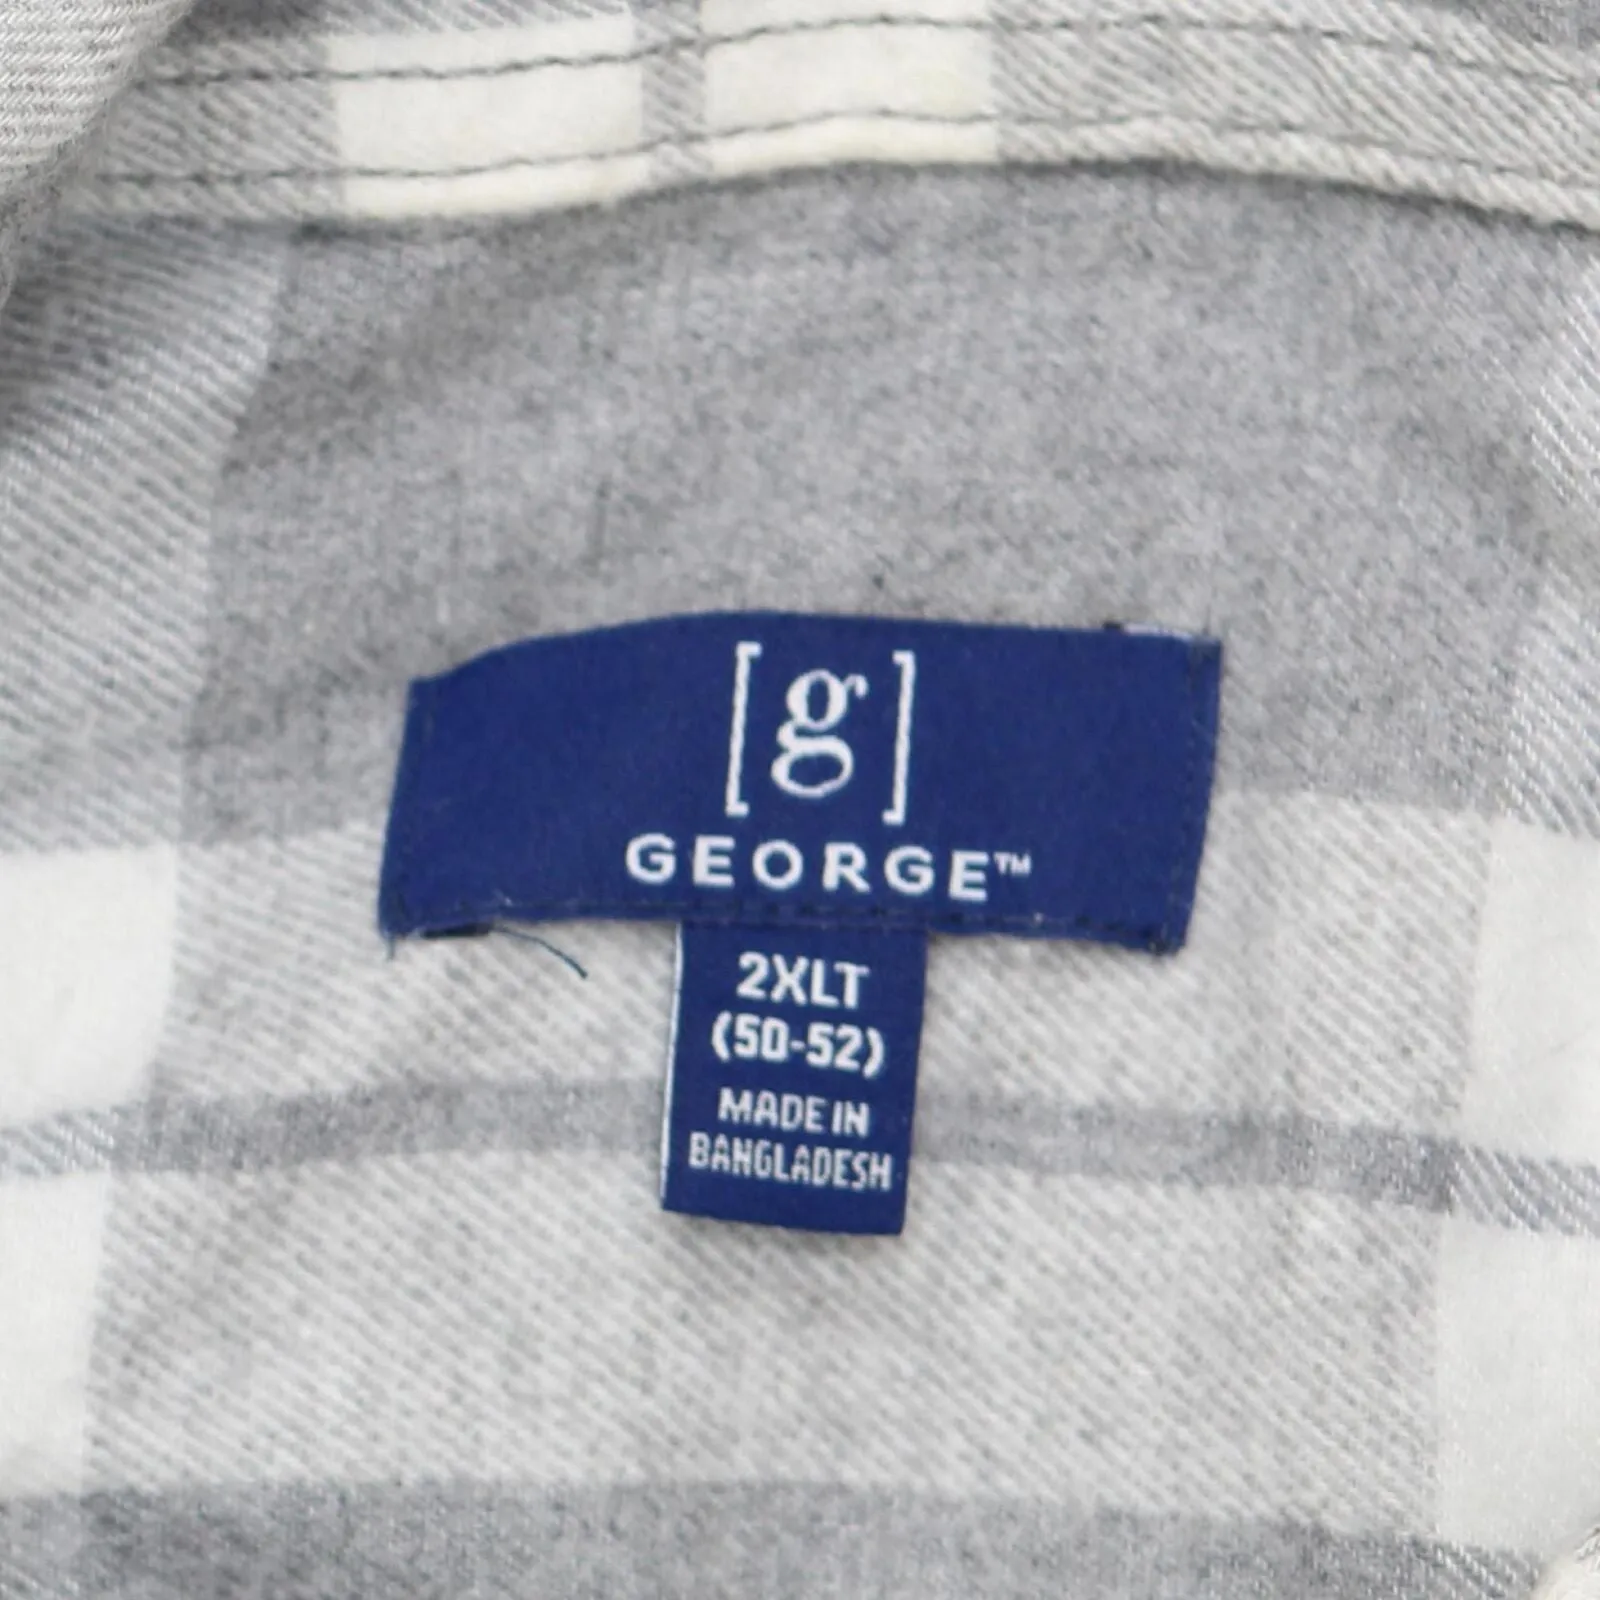 [g]
GEORGE™
2XLT
(50-52)
MADE IN
BANGLADESH